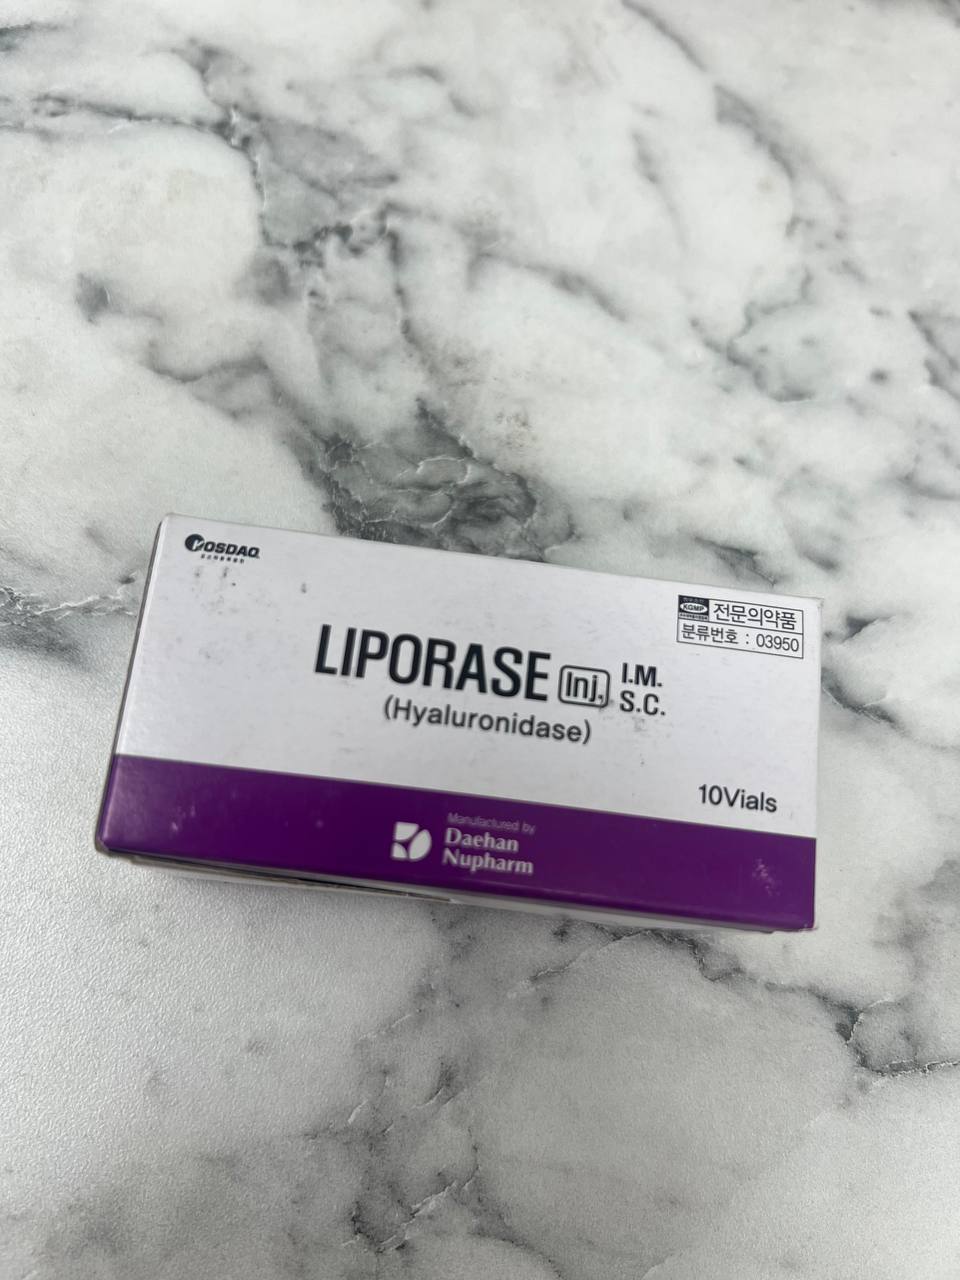 KOSDAQ
KGMP
전문의약품
분류번호 : 03950
LIPORASE Inj. I.M.
S.C.
(Hyaluronidase)
10Vials
Manufactured by
Daehan
Nupharm